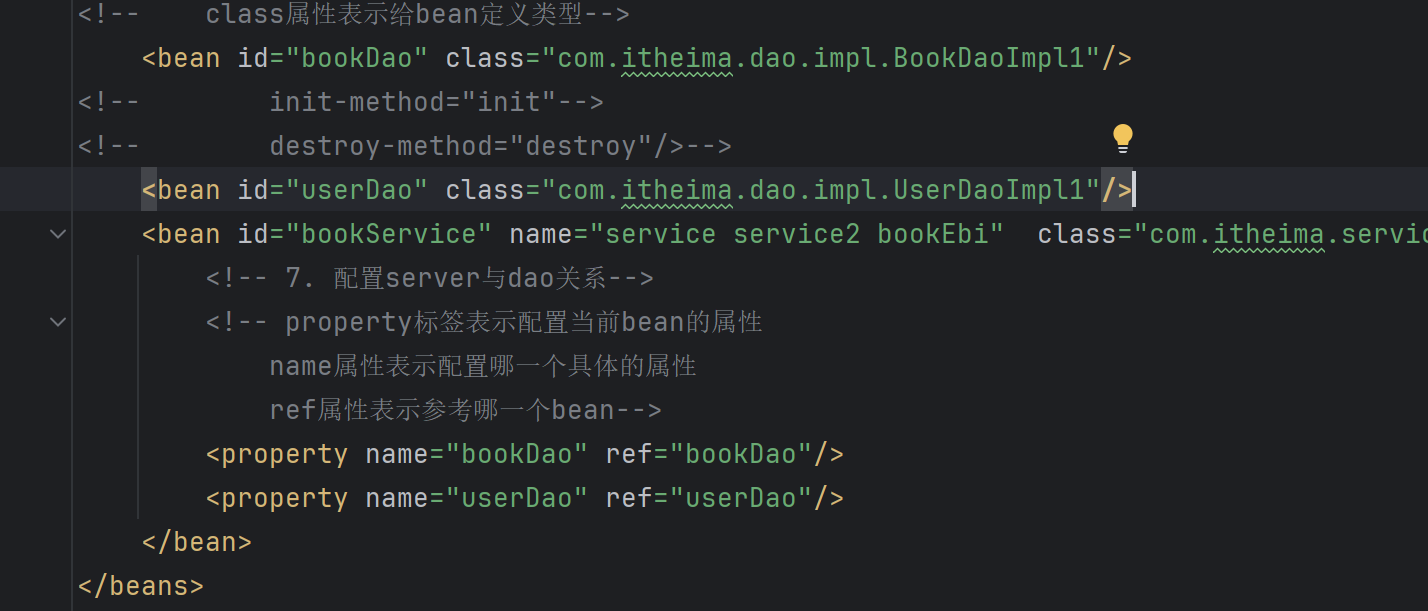 <!--    class属性表示给bean定义类型-->
<bean id="bookDao" class="com.itheima.dao.impl.BookDaoImpl1"/>
<!--        init-method="init"-->
<!--        destroy-method="destroy"/>-->
<bean id="userDao" class="com.itheima.dao.impl.UserDaoImpl1"/>
<bean id="bookService" name="service service2 bookEbi"  class="com.itheima.servic
<!-- 7. 配置server与dao关系-->
<!-- property标签表示配置当前bean的属性
name属性表示配置哪一个具体的属性
ref属性表示参考哪一个bean-->
<property name="bookDao" ref="bookDao"/>
<property name="userDao" ref="userDao"/>
</bean>
</beans>